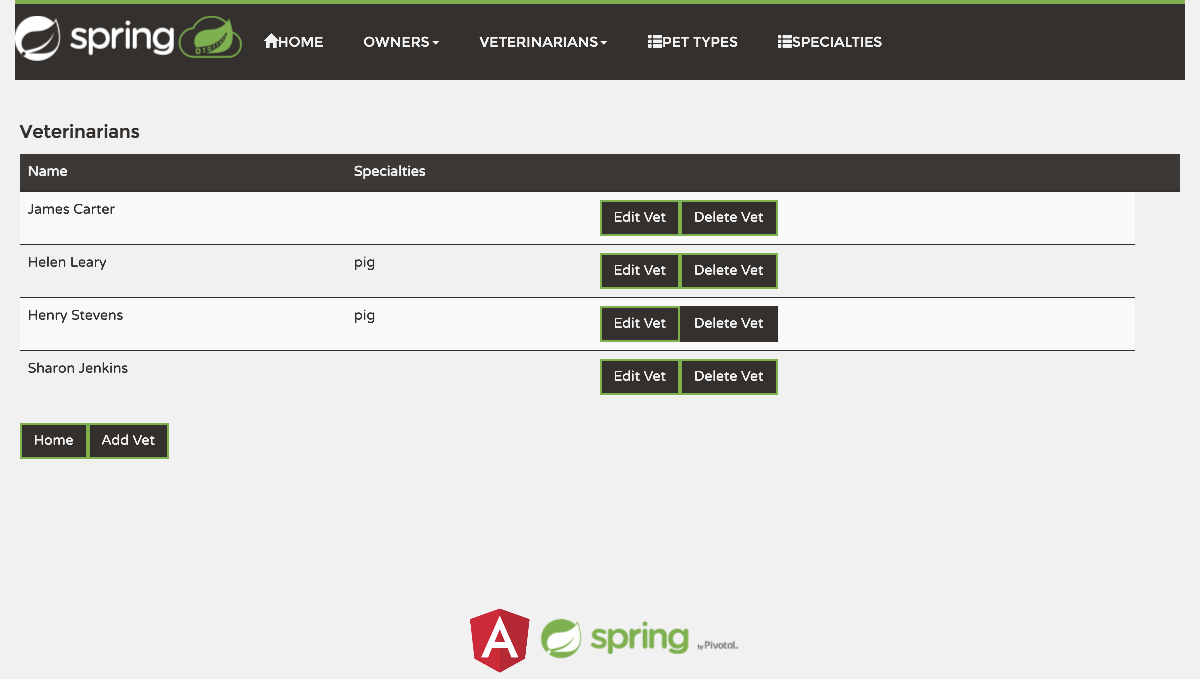 spring HOME OWNERS VETERINARIANS PET TYPES SPECIALTIES
Veterinarians
Name Specialties
James Carter Edit Vet Delete Vet
Helen Leary pig Edit Vet Delete Vet
Henry Stevens pig Edit Vet Delete Vet
Sharon Jenkins Edit Vet Delete Vet
Home Add Vet
A spring by Pivotal.